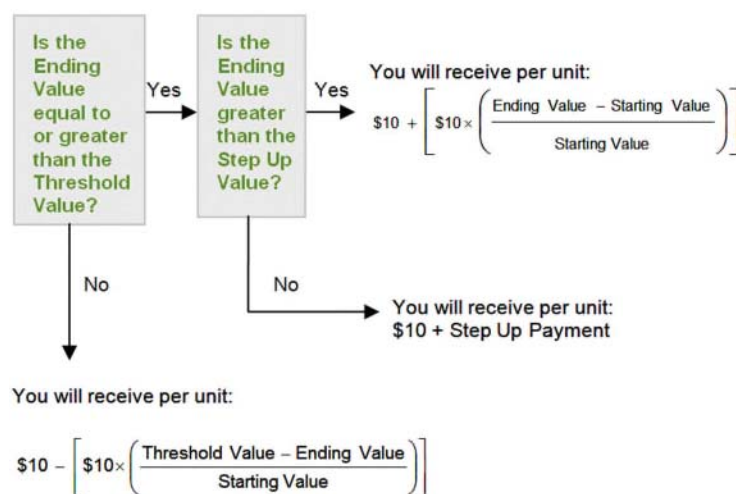 Is the
Ending
Value
equal to
or greater
than the
Threshold
Value?
Yes
Is the
Ending
Value
greater
than the
Step Up
Value?
Yes
You will receive per unit:
$10 + [ $10 × ( Ending Value – Starting Value
Starting Value ) ]
No
No
You will receive per unit:
$10 + Step Up Payment
You will receive per unit:
$10 – [ $10× ( Threshold Value – Ending Value
Starting Value ) ]